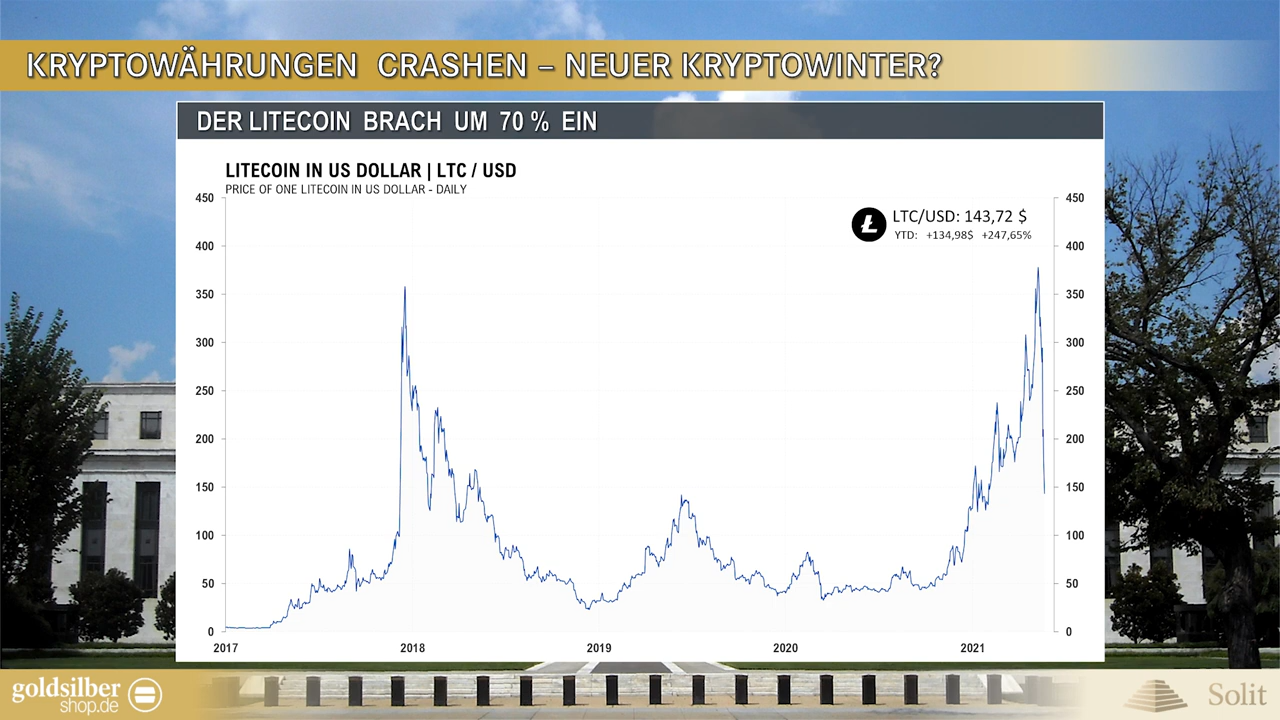 KRYPTOWÄHRUNGEN CRASHEN – NEUER KRYPTOWINTER?
DER LITECOIN BRACH UM 70 % EIN
LITECOIN IN US DOLLAR | LTC / USD
PRICE OF ONE LITECOIN IN US DOLLAR - DAILY
LTC/USD: 143,72 $
YTD: +134,98$ +247,65%
450 450
400 400
350 350
300 300
250 250
200 200
150 150
100 100
50 50
0 0
2017 2018 2019 2020 2021
goldsilber
shop.de
Solit